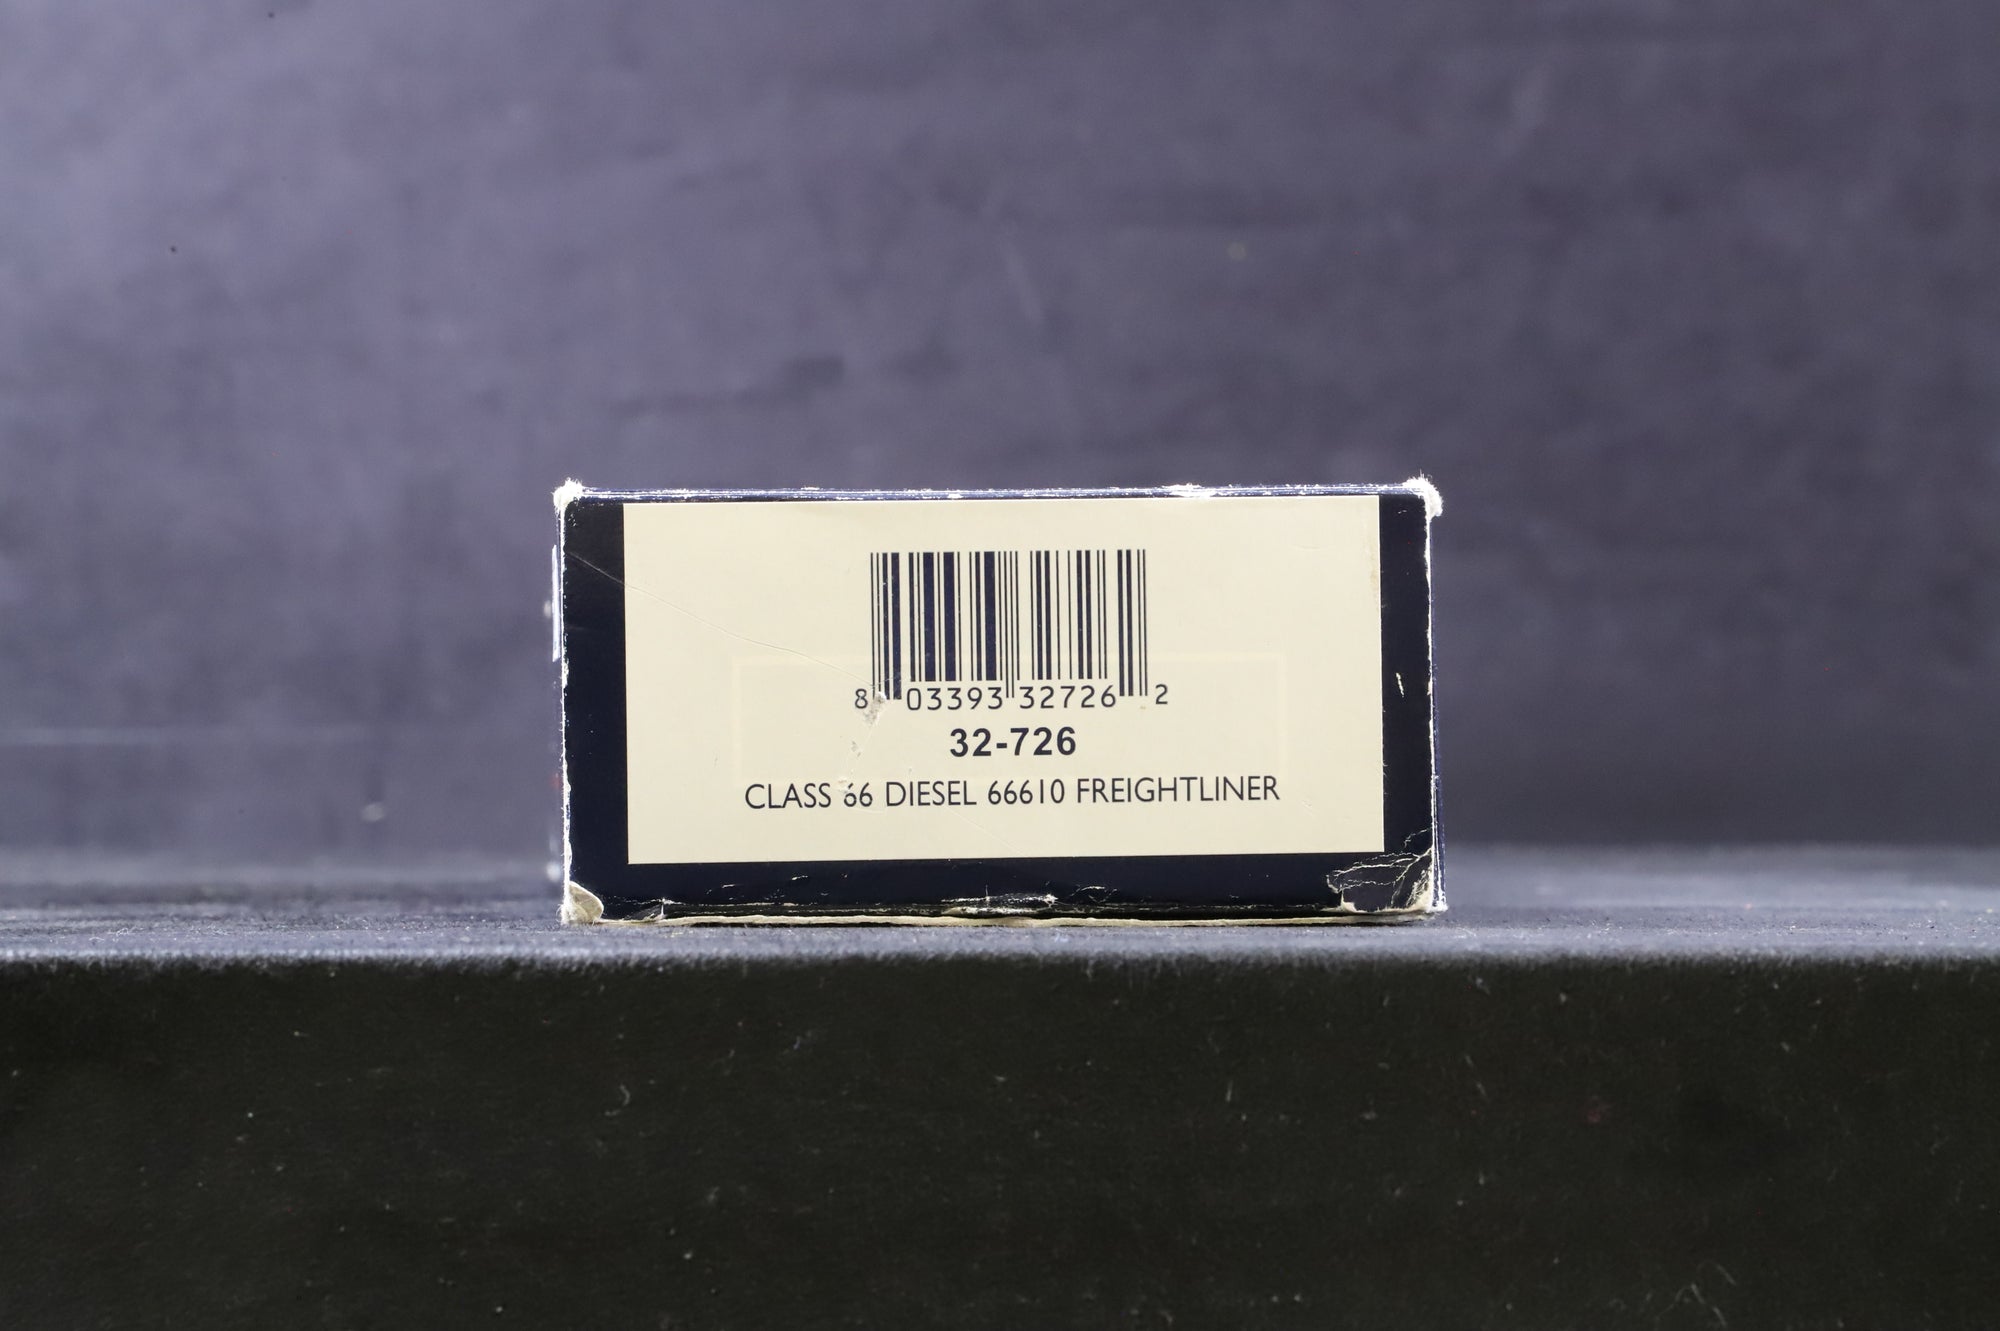 8 03393 32726 2
32-726
CLASS 66 DIESEL 66610 FREIGHTLINER